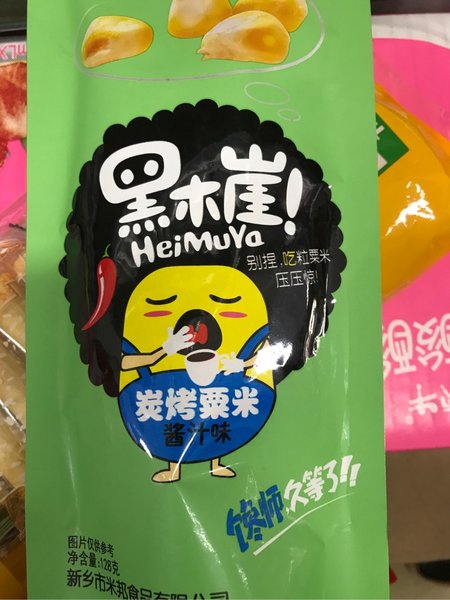 黑木崖!
HeiMuYa
别捏,吃粒粟米
压压惊!
炭烤粟米
酱汁味
馋师,久等了!!
图片仅供参考
净含量:128克
新乡市米邦食品有限公司